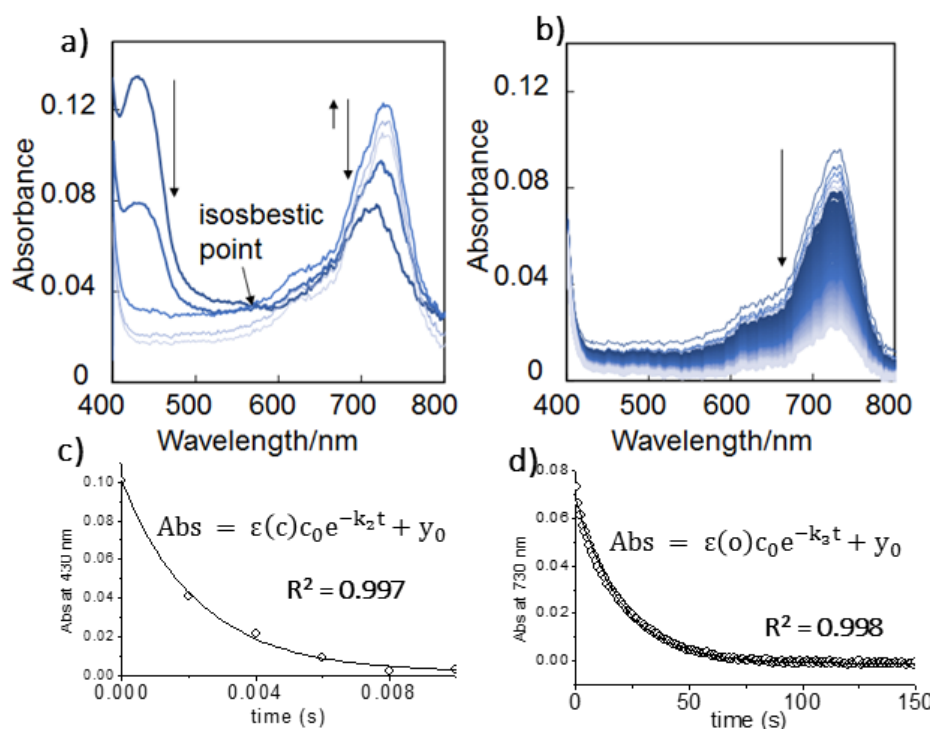 a)
Absorbance
0.12
0.08
0.04
0
isosbestic
point
400 500 600 700 800
Wavelength/nm
b)
Absorbance
0.12
0.08
0.04
0
400 500 600 700 800
Wavelength/nm
c)
Abs at 430 nm
0.10
0.08
0.06
0.04
0.02
0.00
Abs = ε(c)c₀e^{-k₂t} + y₀
R² = 0.997
0.000 0.004 0.008
time (s)
d)
Abs at 730 nm
0.08
0.06
0.04
0.02
0.00
Abs = ε(o)c₀e^{-k₃t} + y₀
R² = 0.998
0 50 100 150
time (s)